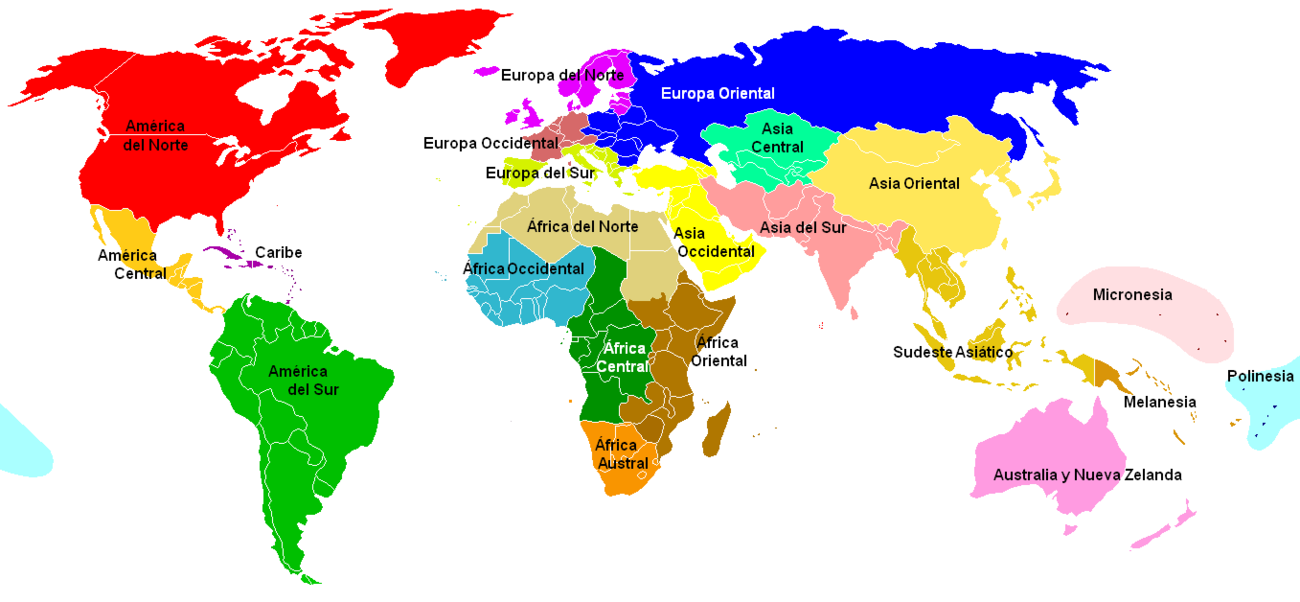 Europa del Norte
Europa Oriental
América
del Norte
Asia
Central
Europa Occidental
Europa del Sur
Asia Oriental
África del Norte
Asia del Sur
Asia
Occidental
Caribe
América
Central
África Occidental
Micronesia
África
Oriental
África
Central
Sudeste Asiático
América
del Sur
Polinesia
Melanesia
África
Austral
Australia y Nueva Zelanda